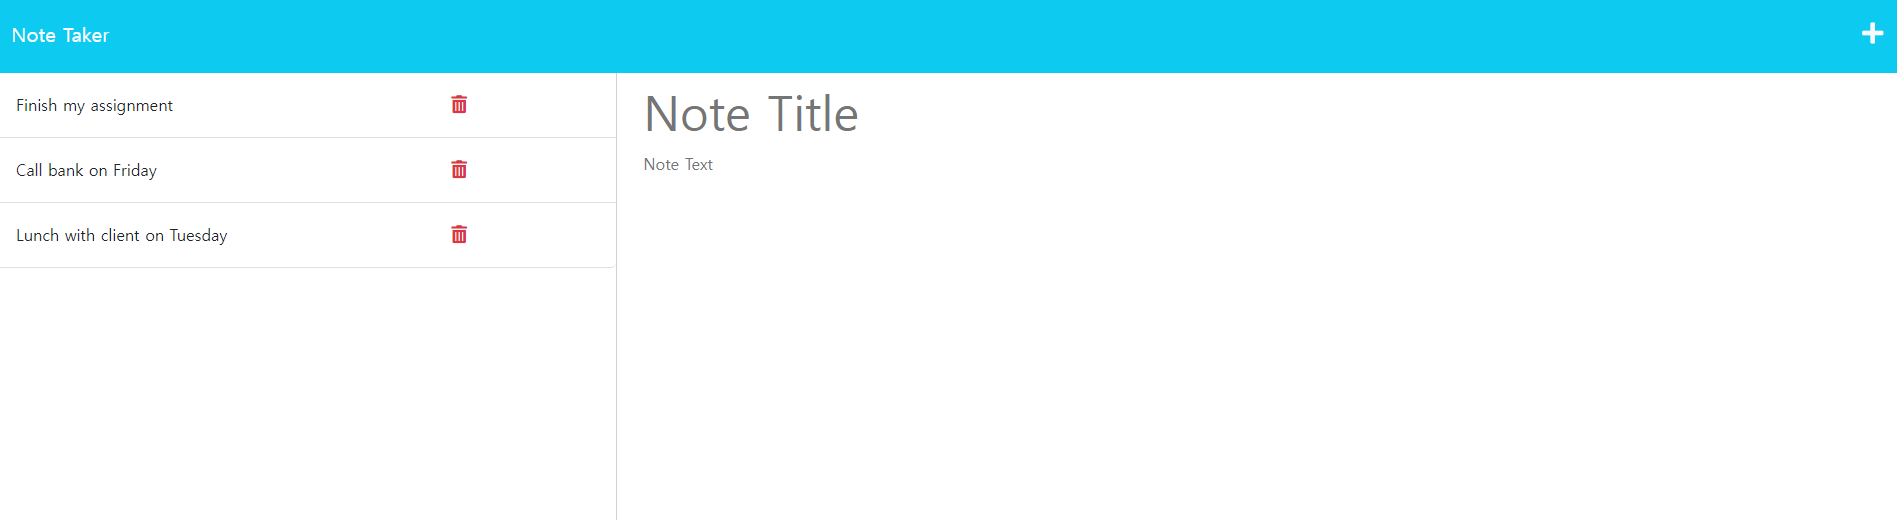 Note Taker
Finish my assignment
Call bank on Friday
Lunch with client on Tuesday
Note Title
Note Text